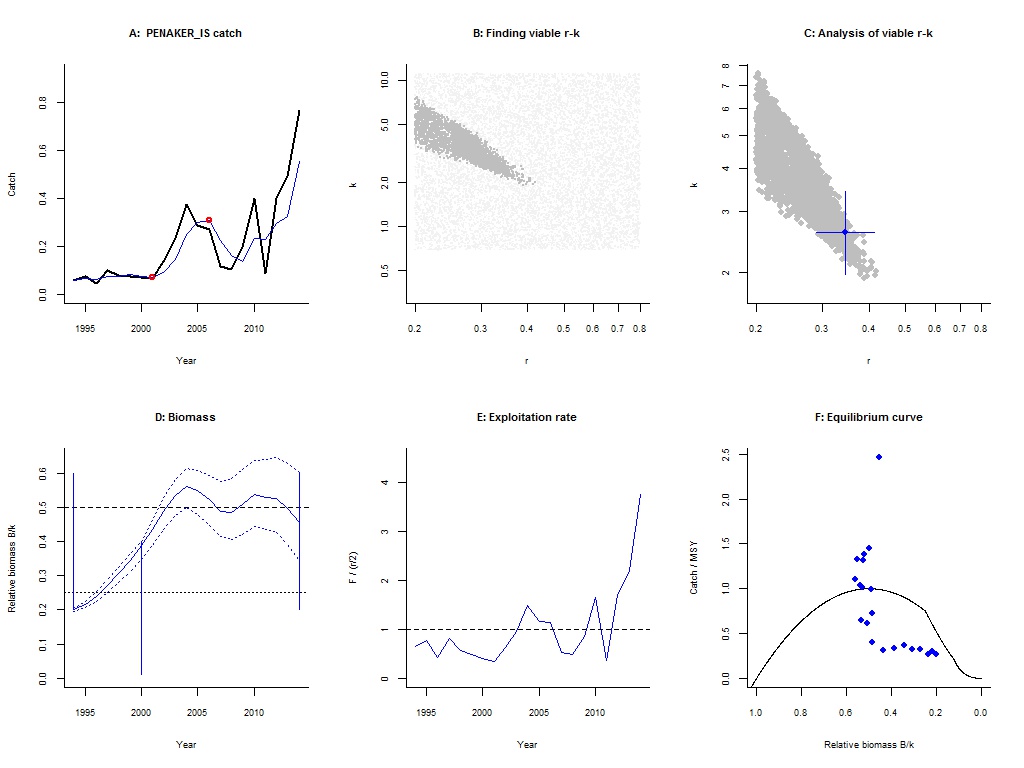 A: PENAKER_IS catch
Catch
0.0 0.2 0.4 0.6 0.8
1995 2000 2005 2010
Year
B: Finding viable r-k
k
0.5 1.0 2.0 5.0 10.0
0.2 0.3 0.4 0.5 0.6 0.7 0.8
r
C: Analysis of viable r-k
k
2 3 4 5 6 7 8
0.2 0.3 0.4 0.5 0.6 0.7 0.8
r
D: Biomass
Relative biomass B/k
0.0 0.1 0.2 0.3 0.4 0.5 0.6
1995 2000 2005 2010
Year
E: Exploitation rate
F / (r/2)
0 1 2 3 4
1995 2000 2005 2010
Year
F: Equilibrium curve
Catch / MSY
0.0 0.5 1.0 1.5 2.0 2.5
1.0 0.8 0.6 0.4 0.2 0.0
Relative biomass B/k